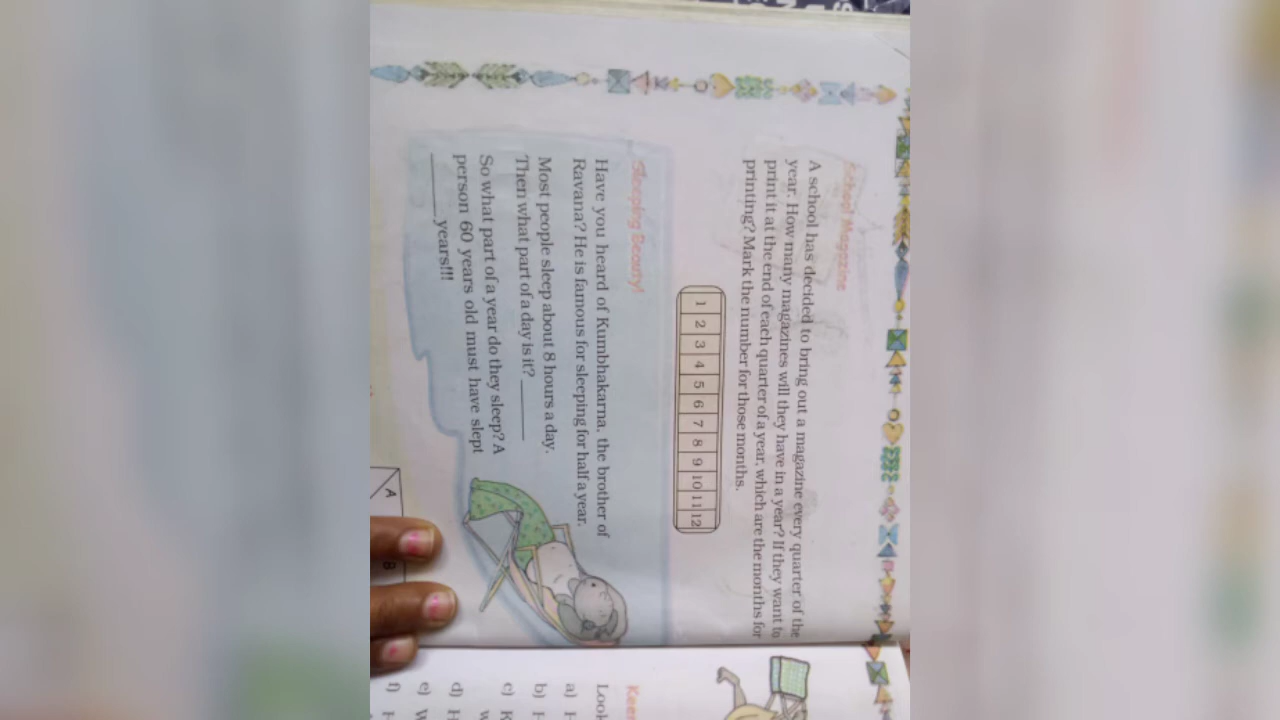 School Magazine
A school has decided to bring out a magazine every quarter of the
year. How many magazines will they have in a year? If they want to
print it at the end of each quarter of a year, which are the months for
printing? Mark the number for those months.
1 2 3 4 5 6 7 8 9 10 11 12
Sleeping Beauty!
Have you heard of Kumbhakarna, the brother of
Ravana? He is famous for sleeping for half a year.
Most people sleep about 8 hours a day.
Then what part of a day is it? ______
So what part of a year do they sleep? A
person 60 years old must have slept
______ years!!!
A
B
a)
b)
c)
d)
e)
f)